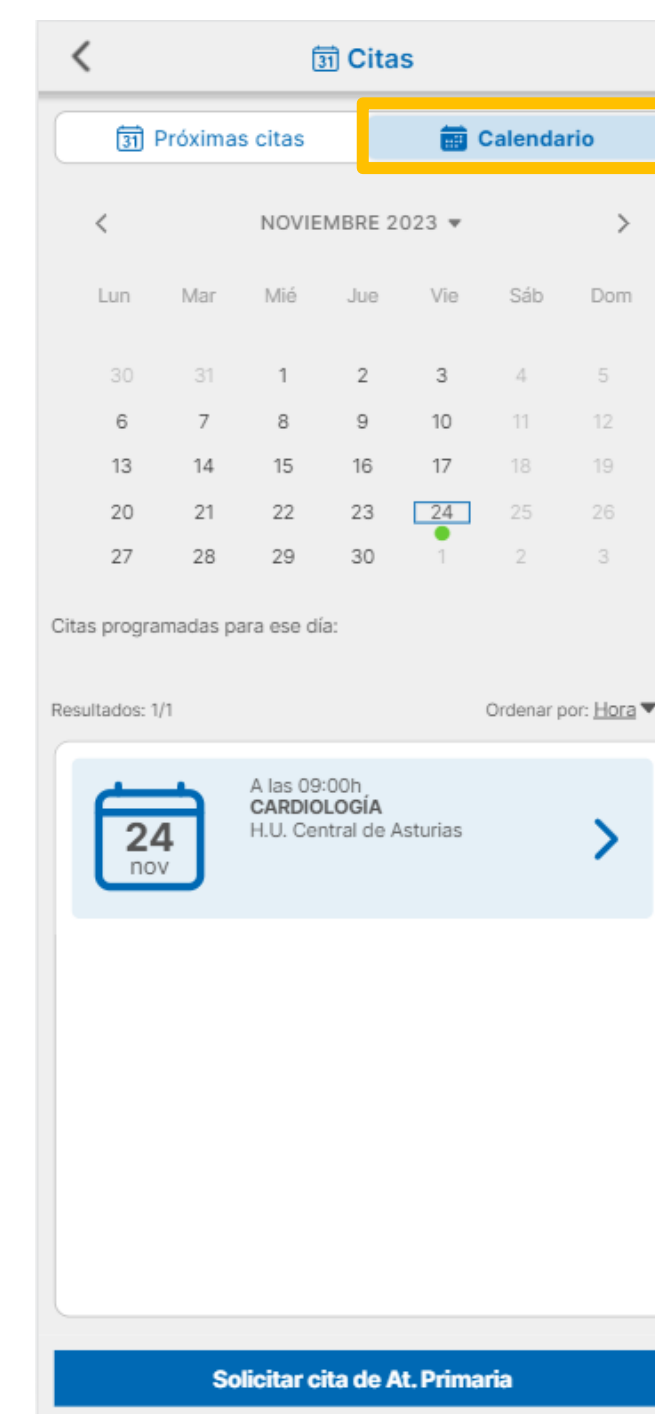 31 Citas
31 Próximas citas Calendario
NOVIEMBRE 2023
Lun Mar Mié Jue Vie Sáb Dom
30 31 1 2 3 4 5
6 7 8 9 10 11 12
13 14 15 16 17 18 19
20 21 22 23 24 25 26
27 28 29 30 1 2 3
Citas programadas para ese día:
Resultados: 1/1 Ordenar por: Hora
A las 09:00h
CARDIOLOGÍA
H.U. Central de Asturias
24
nov
Solicitar cita de At. Primaria